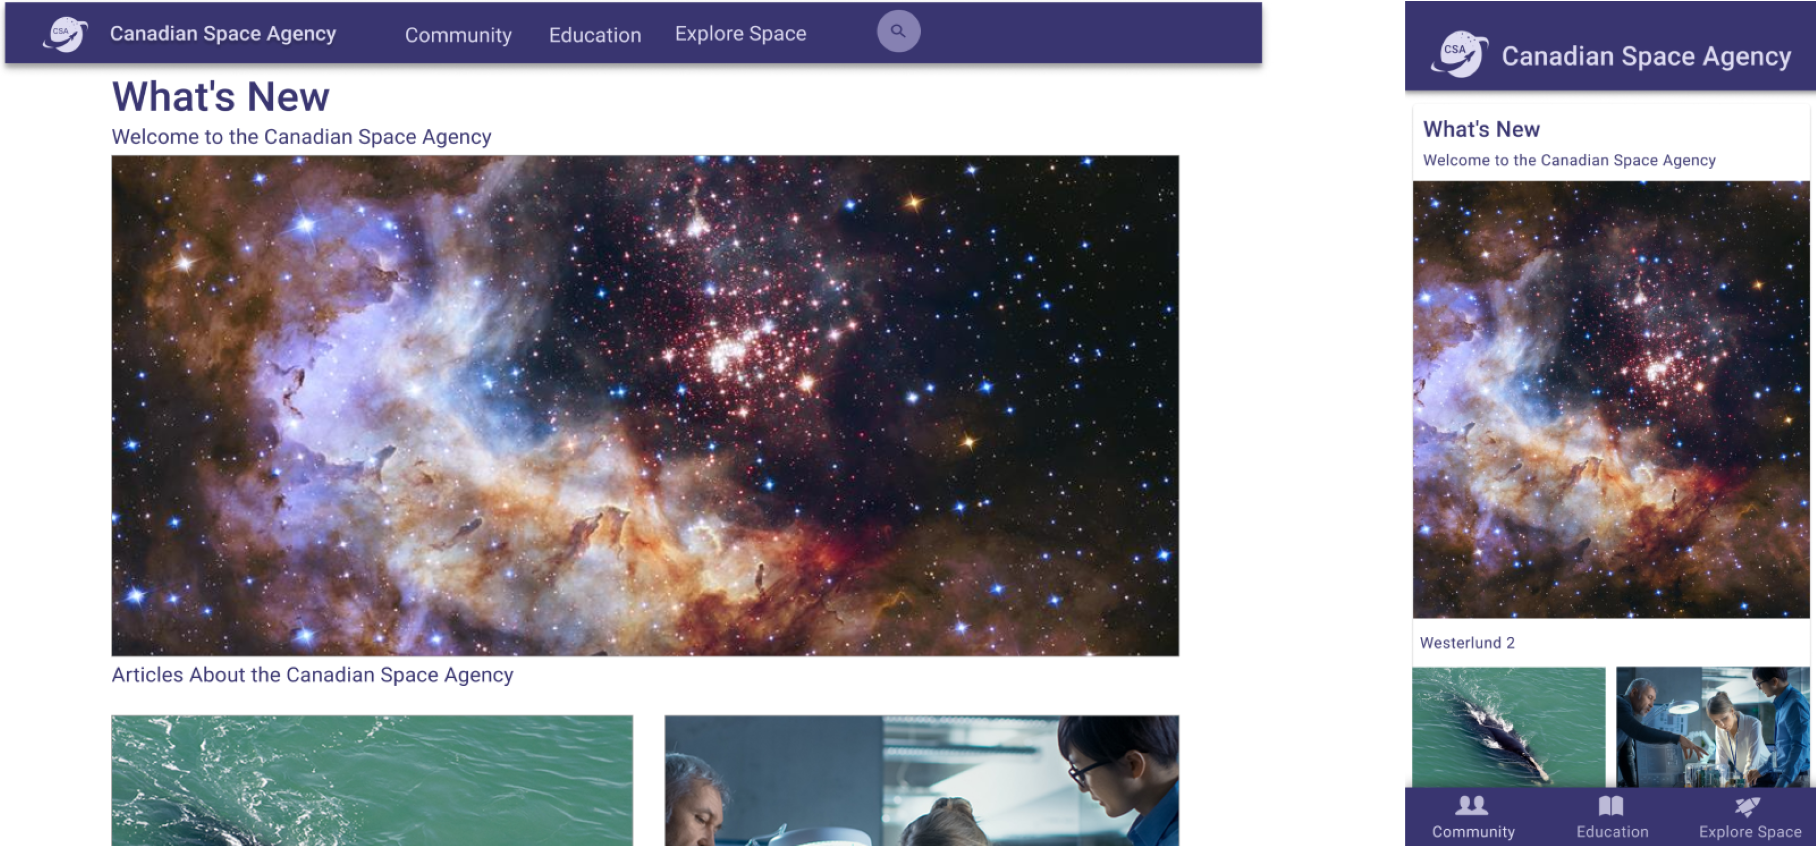 CSA
Canadian Space Agency
Community
Education
Explore Space
What's New
Welcome to the Canadian Space Agency
Articles About the Canadian Space Agency
CSA
Canadian Space Agency
What's New
Welcome to the Canadian Space Agency
Westerlund 2
Community
Education
Explore Space